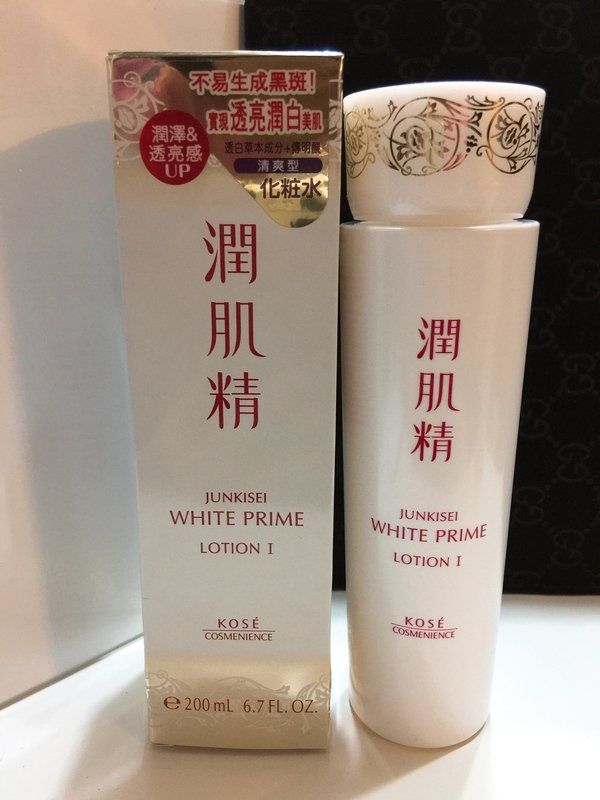 不易生成黑斑!
實現透亮潤白美肌
透白草本成分+傳明酸
清爽型
化粧水
潤澤&
透亮感
UP
潤肌精
JUNKISEI
WHITE PRIME
LOTION I
KOSÉ
COSMENIENCE
℮ 200 mL 6.7 FL. OZ.
潤肌精
JUNKISEI
WHITE PRIME
LOTION I
KOSÉ
COSMENIENCE